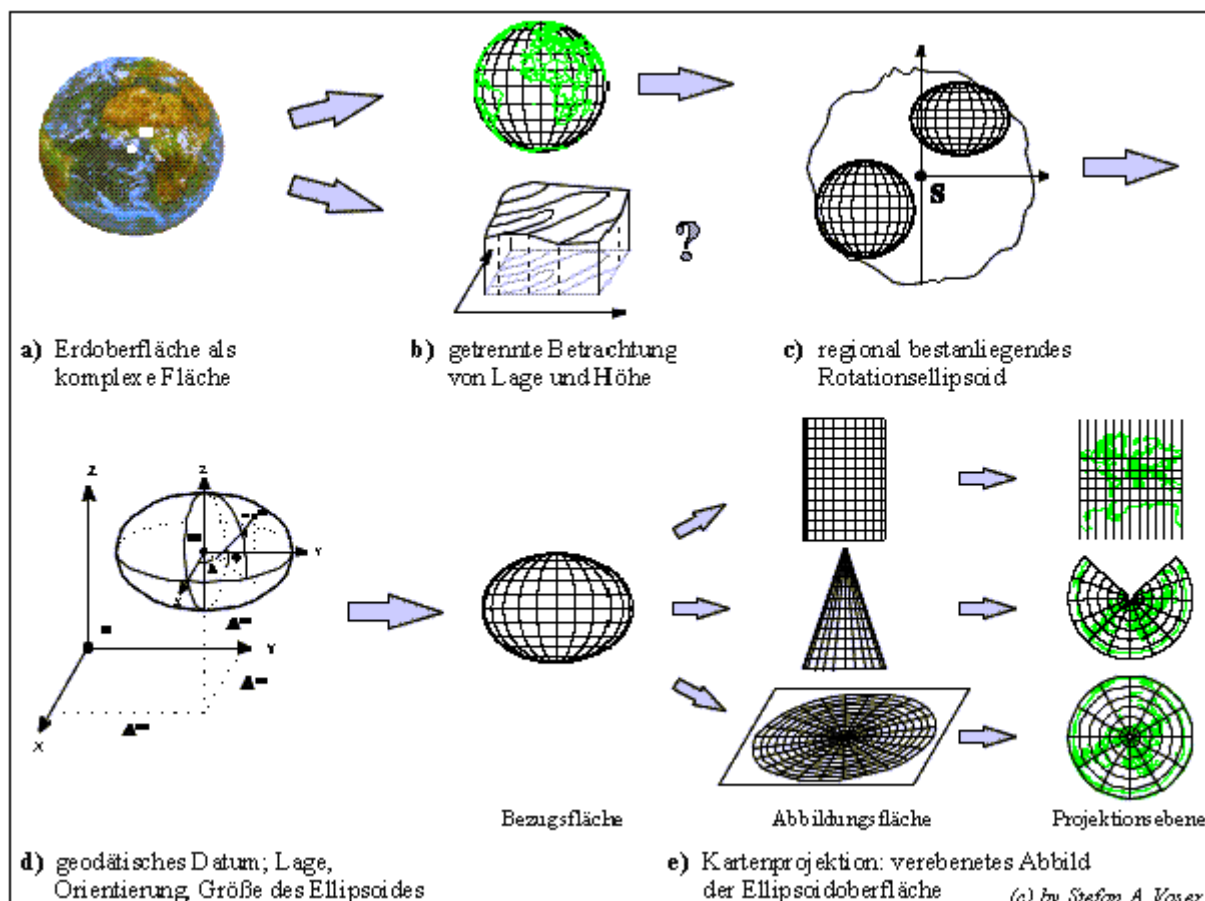 ?
S
a) Erdoberfläche als
komplexe Fläche
b) getrennte Betrachtung
von Lage und Höhe
c) regional bestanliegendes
Rotationsellipsoid
Z
Z
Y
X
Y
X
Bezugsfläche
Abbildungsfläche
Projektionsebene
d) geodätisches Datum; Lage,
Orientierung, Größe des Ellipsoides
e) Kartenprojektion: verebenetes Abbild
der Ellipsoidoberfläche
(c) by Stefan A. Voser